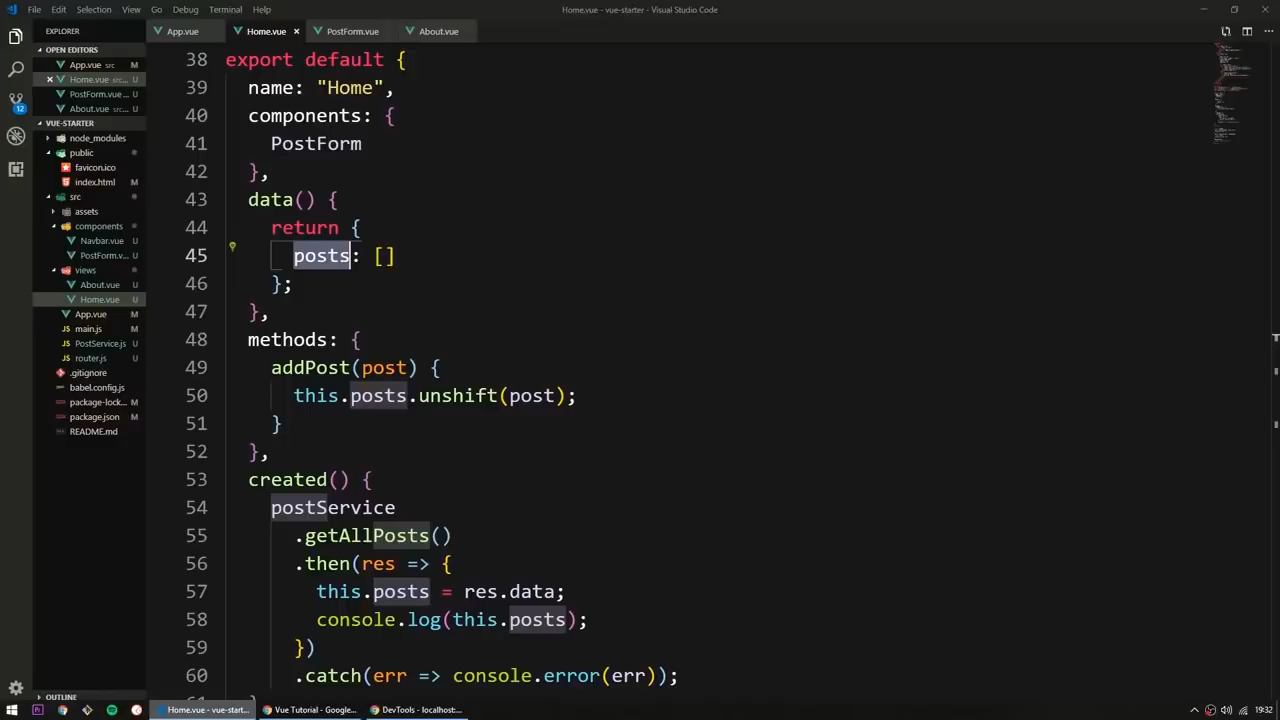 File Edit Selection View Go Debug Terminal Help
Home.vue - vue-starter - Visual Studio Code
EXPLORER
App.vue
Home.vue
PostForm.vue
About.vue
OPEN EDITORS
App.vue src M
Home.vue src... U
PostForm.vue ... U
About.vue src... U
VUE-STARTER
node_modules
public
favicon.ico
index.html M
src
assets
components
Navbar.vue U
PostForm.v... U
views
About.vue U
Home.vue U
App.vue M
main.js M
PostService.js U
router.js U
.gitignore
babel.config.js
package-lock... M
package.json M
README.md
OUTLINE
12
38 export default {
39 name: "Home",
40 components: {
41 PostForm
42 },
43 data() {
44 return {
45 posts: []
46 };
47 },
48 methods: {
49 addPost(post) {
50 this.posts.unshift(post);
51 }
52 },
53 created() {
54 postService
55 .getAllPosts()
56 .then(res => {
57 this.posts = res.data;
58 console.log(this.posts);
59 })
60 .catch(err => console.error(err));
Home.vue - vue-start...
Vue Tutorial - Google...
DevTools - localhost:...
19:32